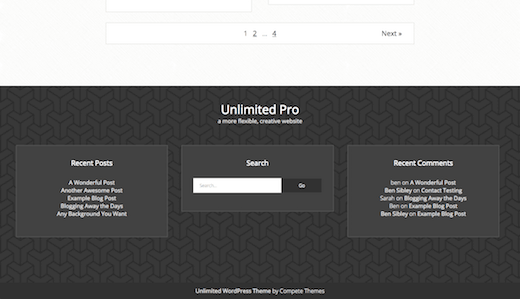 1 2 ... 4 Next »
Unlimited Pro
a more flexible, creative website
Recent Posts
A Wonderful Post
Another Awesome Post
Example Blog Post
Blogging Away the Days
Any Background You Want
Search
Search
Go
Recent Comments
ben on A Wonderful Post
Ben Sibley on Contact Testing
Sarah on Blogging Away the Days
Ben on Example Blog Post
Ben Sibley on Example Blog Post
Unlimited WordPress Theme by Compete Themes